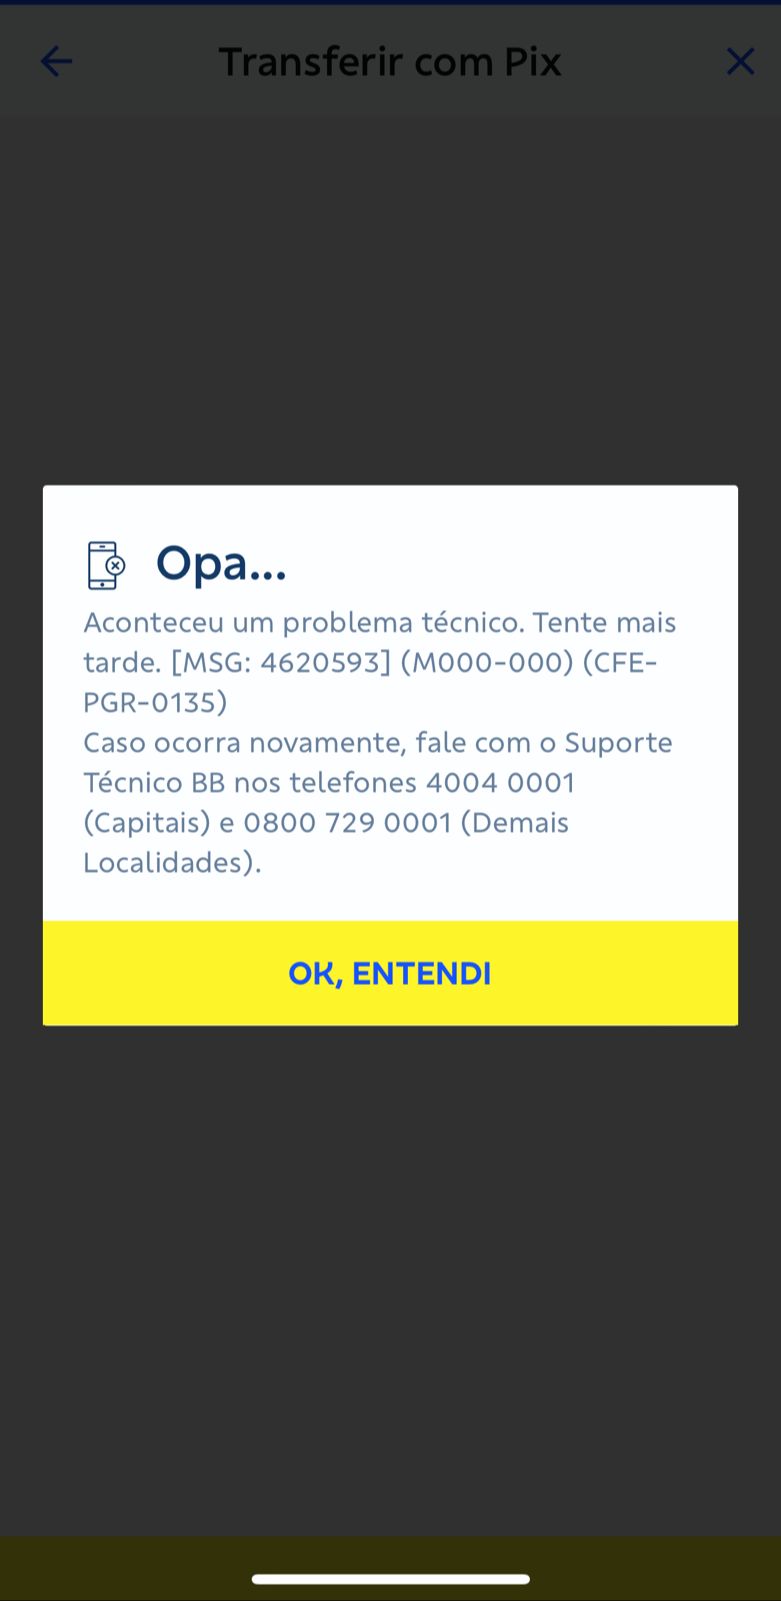 Transferir com Pix
Opa...
Aconteceu um problema técnico. Tente mais
tarde. [MSG: 4620593] (M000-000) (CFE-
PGR-0135)
Caso ocorra novamente, fale com o Suporte
Técnico BB nos telefones 4004 0001
(Capitais) e 0800 729 0001 (Demais
Localidades).
OK, ENTENDI